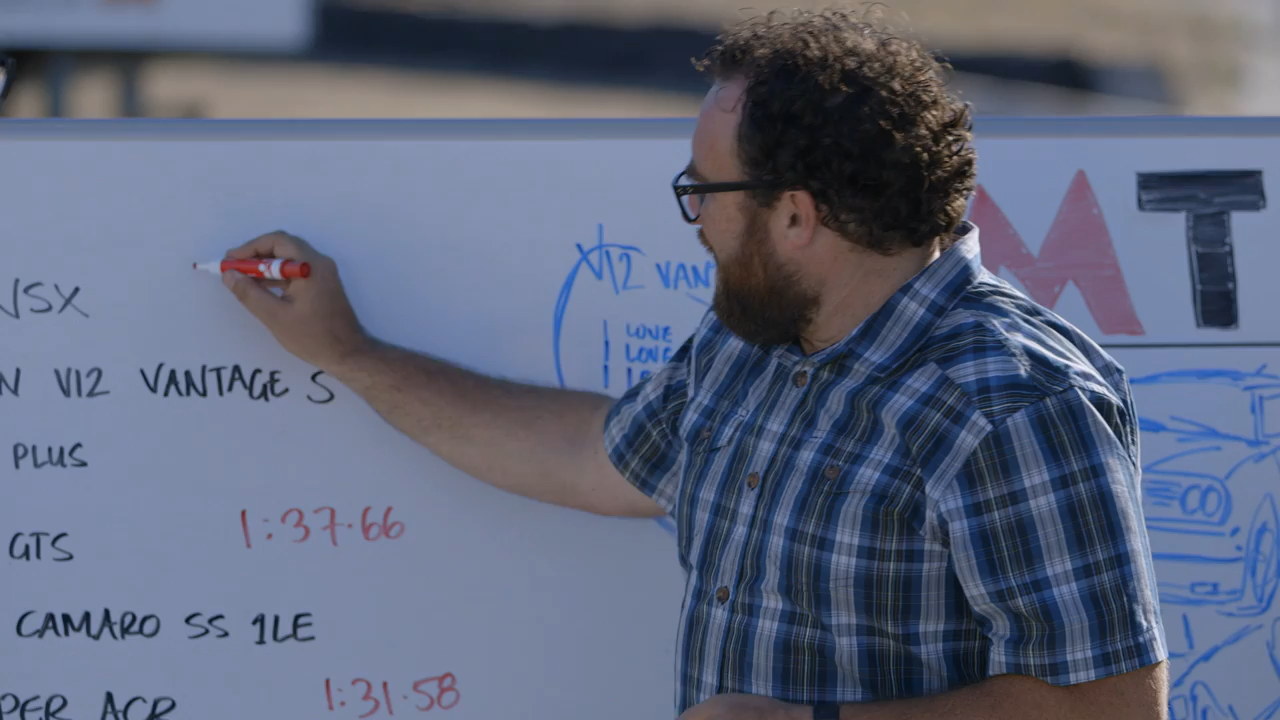 MT
V12 VAN
LOVE
LOVE
NSX
N V12 VANTAGE S
PLUS
GTS 1:37.66
CAMARO SS 1LE
PER ACR 1:31.58